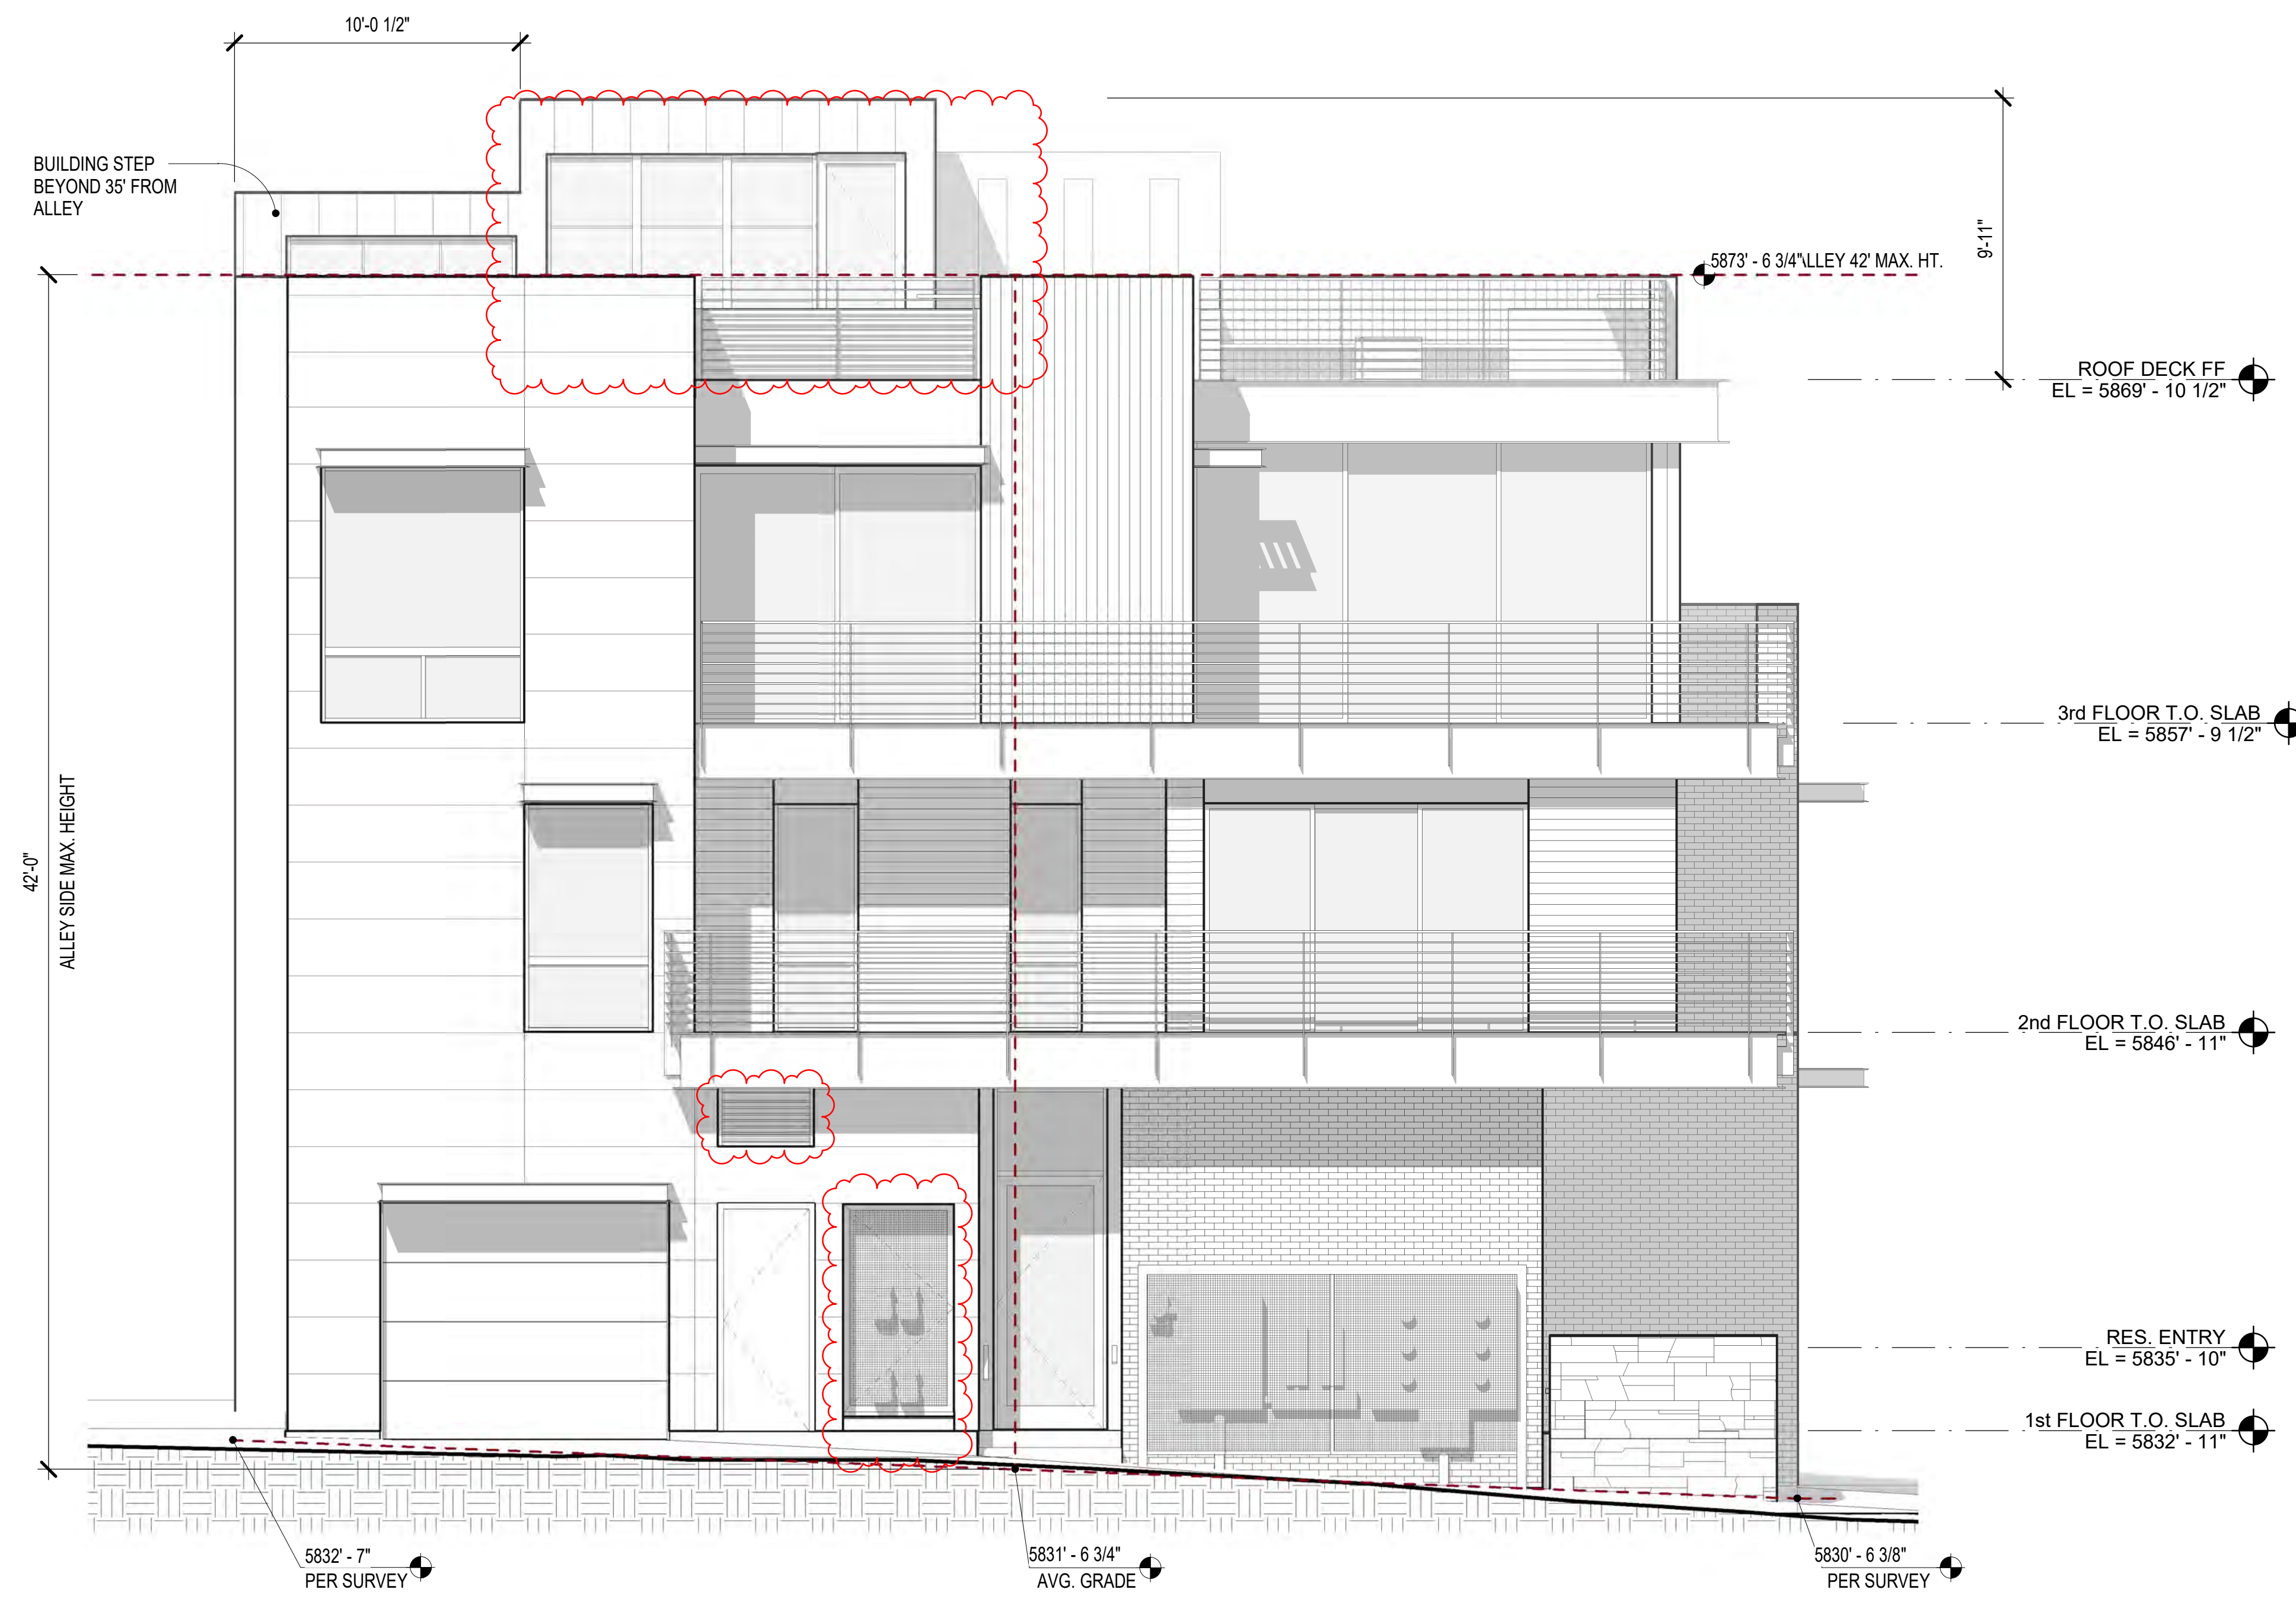 10'-0 1/2"
BUILDING STEP
BEYOND 35' FROM
ALLEY
9'-11"
5873' - 6 3/4"
ALLEY 42' MAX. HT.
ROOF DECK FF
EL = 5869' - 10 1/2"
3rd FLOOR T.O. SLAB
EL = 5857' - 9 1/2"
42'-0"
ALLEY SIDE MAX. HEIGHT
2nd FLOOR T.O. SLAB
EL = 5846' - 11"
RES. ENTRY
EL = 5835' - 10"
1st FLOOR T.O. SLAB
EL = 5832' - 11"
5832' - 7"
PER SURVEY
5831' - 6 3/4"
AVG. GRADE
5830' - 6 3/8"
PER SURVEY